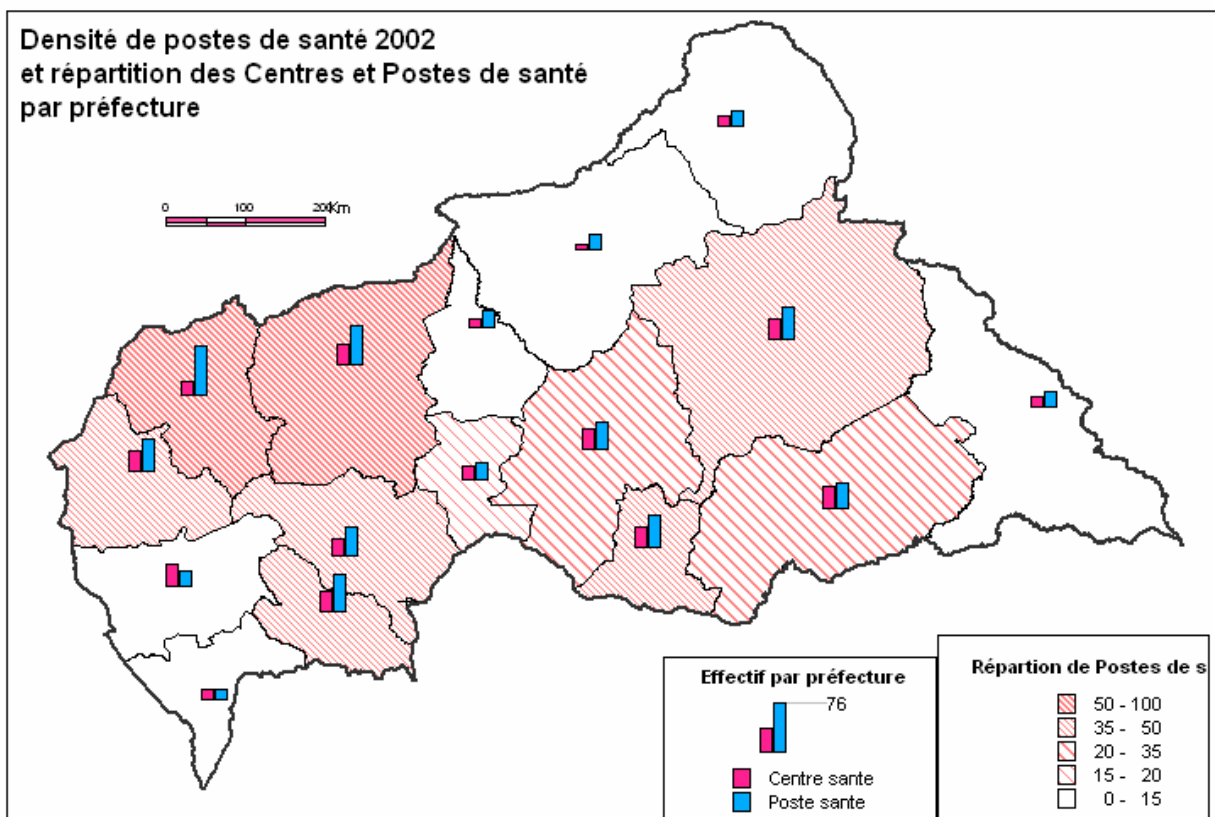 Densité de postes de santé 2002
et répartition des Centres et Postes de santé
par préfecture
0 100 200Km
Effectif par préfecture
76
Centre sante
Poste sante
Répartion de Postes de s
50 - 100
35 - 50
20 - 35
15 - 20
0 - 15